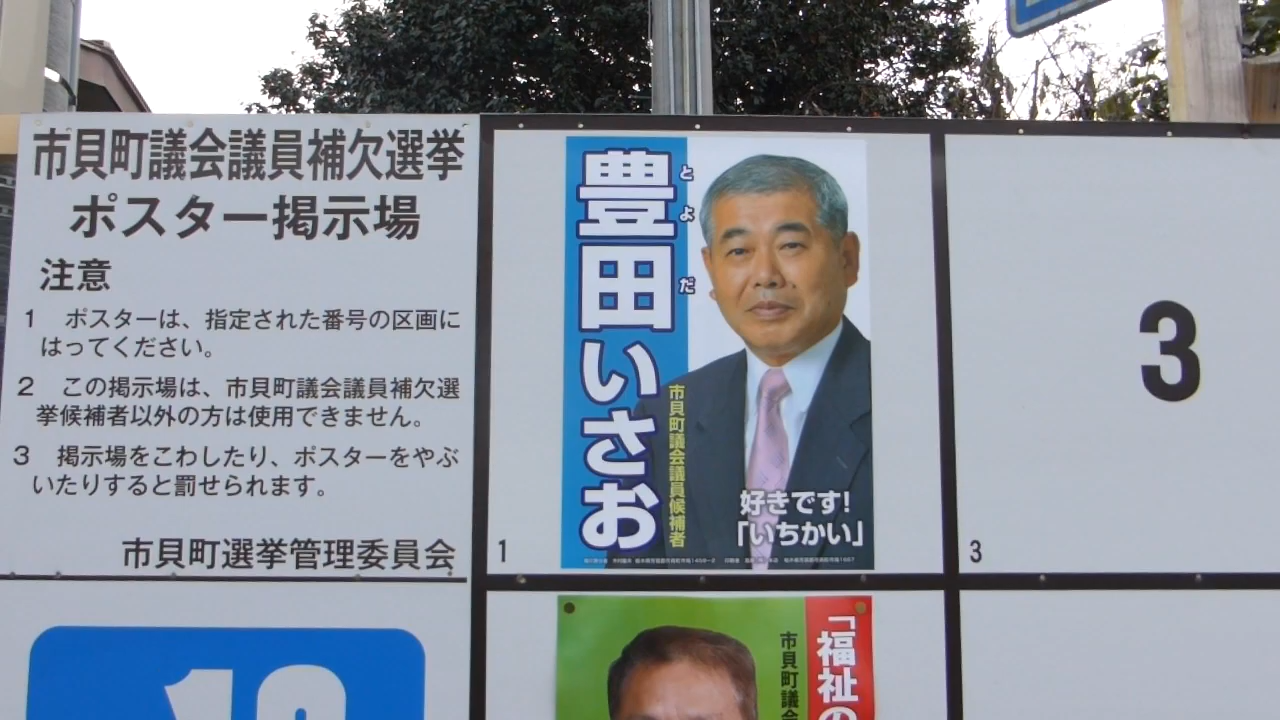 市貝町議会議員補欠選挙
ポスター掲示場
注意
1 ポスターは、指定された番号の区画に
はってください。
2 この掲示場は、市貝町議会議員補欠選
挙候補者以外の方は使用できません。
3 掲示場をこわしたり、ポスターをやぶ
いたりすると罰せられます。
市貝町選挙管理委員会
豊田いさお
とよだ
市貝町議会議員候補者
好きです!
「いちかい」
1
3
3
「福祉の
市貝町議会